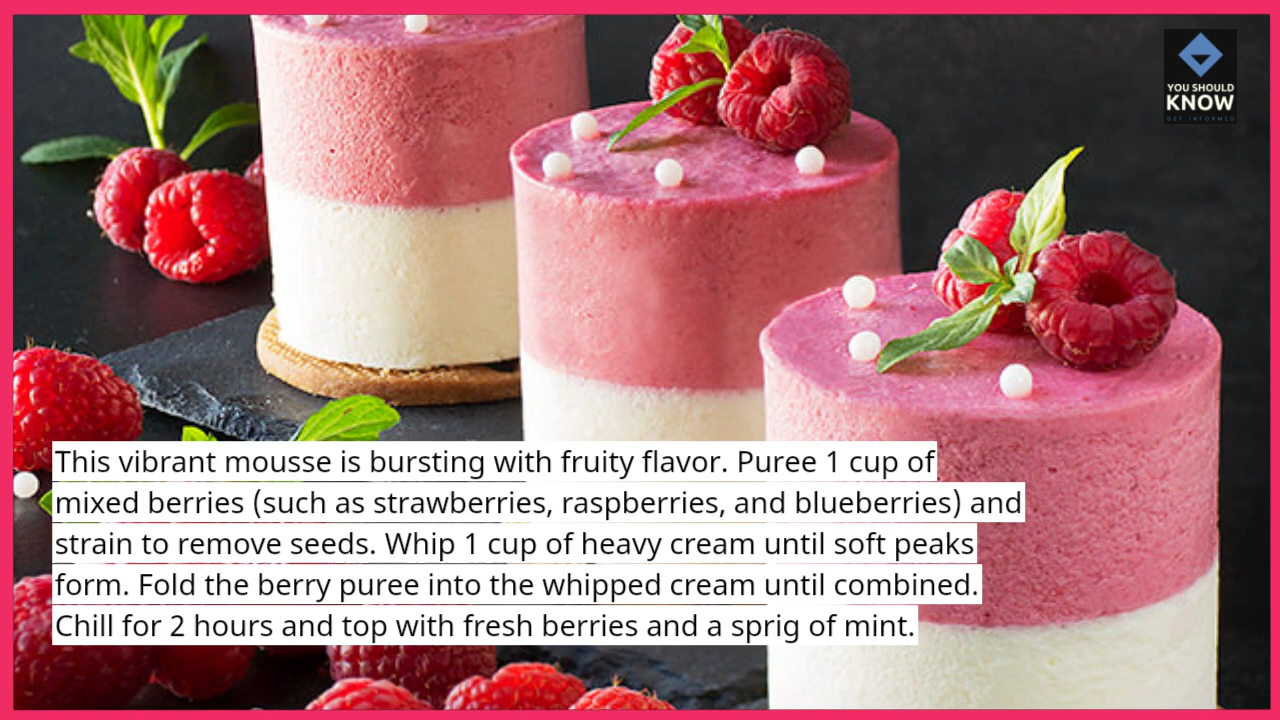 YOU SHOULD
KNOW
GET INFORMED
This vibrant mousse is bursting with fruity flavor. Puree 1 cup of
mixed berries (such as strawberries, raspberries, and blueberries) and
strain to remove seeds. Whip 1 cup of heavy cream until soft peaks
form. Fold the berry puree into the whipped cream until combined.
Chill for 2 hours and top with fresh berries and a sprig of mint.